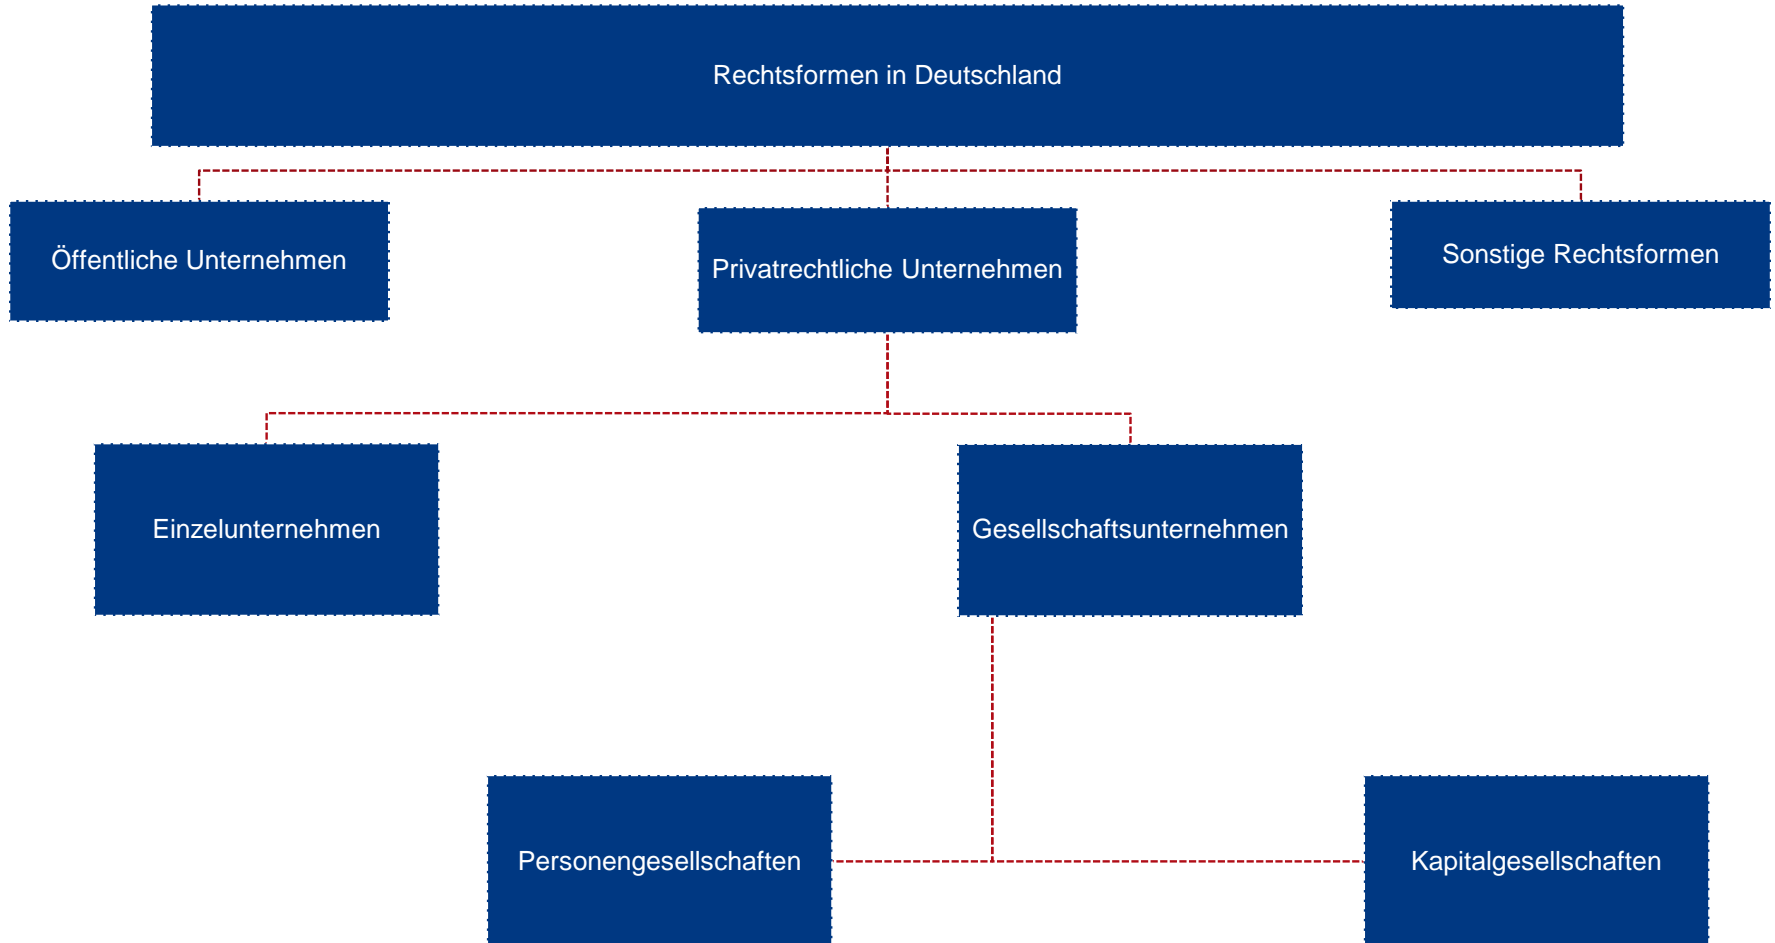 Rechtsformen in Deutschland
Öffentliche Unternehmen
Privatrechtliche Unternehmen
Sonstige Rechtsformen
Einzelunternehmen
Gesellschaftsunternehmen
Personengesellschaften
Kapitalgesellschaften